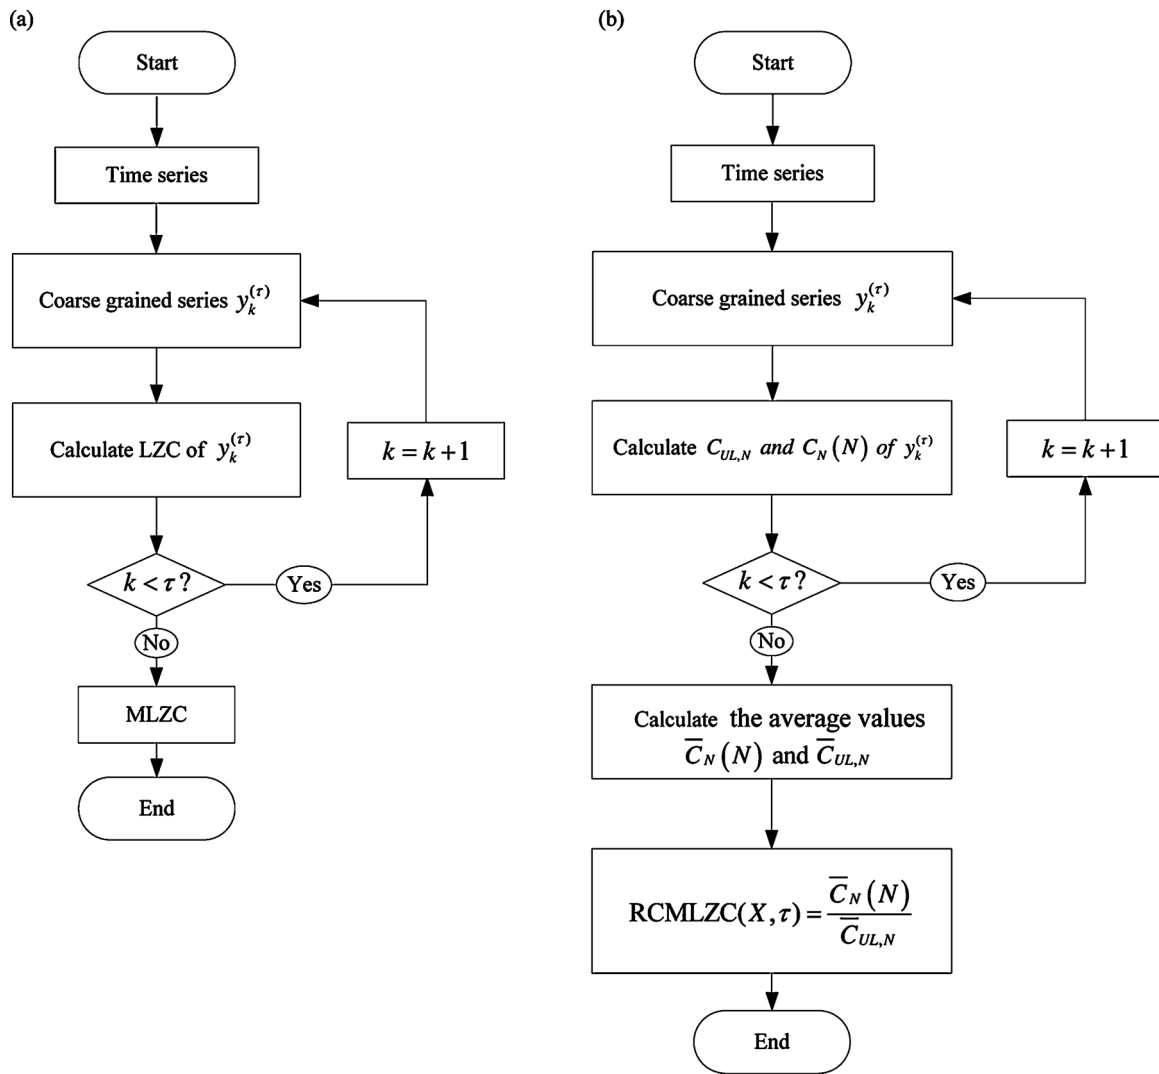 (a)
Start
Time series
Coarse grained series y_k^(τ)
Calculate LZC of y_k^(τ)
k = k+1
k < τ?
Yes
No
MLZC
End
(b)
Start
Time series
Coarse grained series y_k^(τ)
Calculate C_UL,N and C_N(N) of y_k^(τ)
k = k+1
k < τ?
Yes
No
Calculate the average values
C̅_N(N) and C̅_UL,N
RCMLZC(X,τ) = C̅_N(N) / C̅_UL,N
End